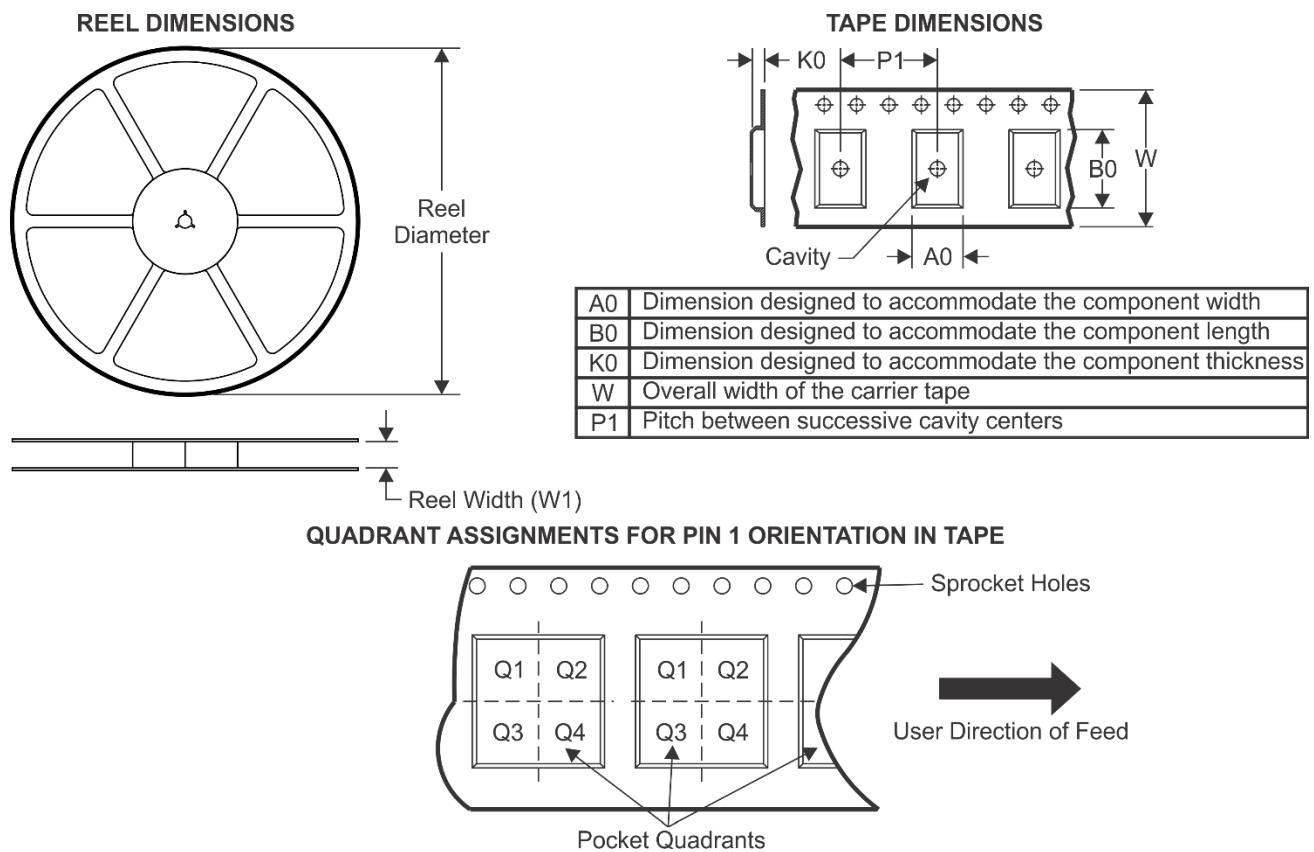 REEL DIMENSIONS
Reel
Diameter
Reel Width (W1)
TAPE DIMENSIONS
K0
P1
B0
W
Cavity
A0
A0 Dimension designed to accommodate the component width
B0 Dimension designed to accommodate the component length
K0 Dimension designed to accommodate the component thickness
W Overall width of the carrier tape
P1 Pitch between successive cavity centers
QUADRANT ASSIGNMENTS FOR PIN 1 ORIENTATION IN TAPE
Sprocket Holes
Q1 Q2 Q1 Q2
Q3 Q4 Q3 Q4
User Direction of Feed
Pocket Quadrants